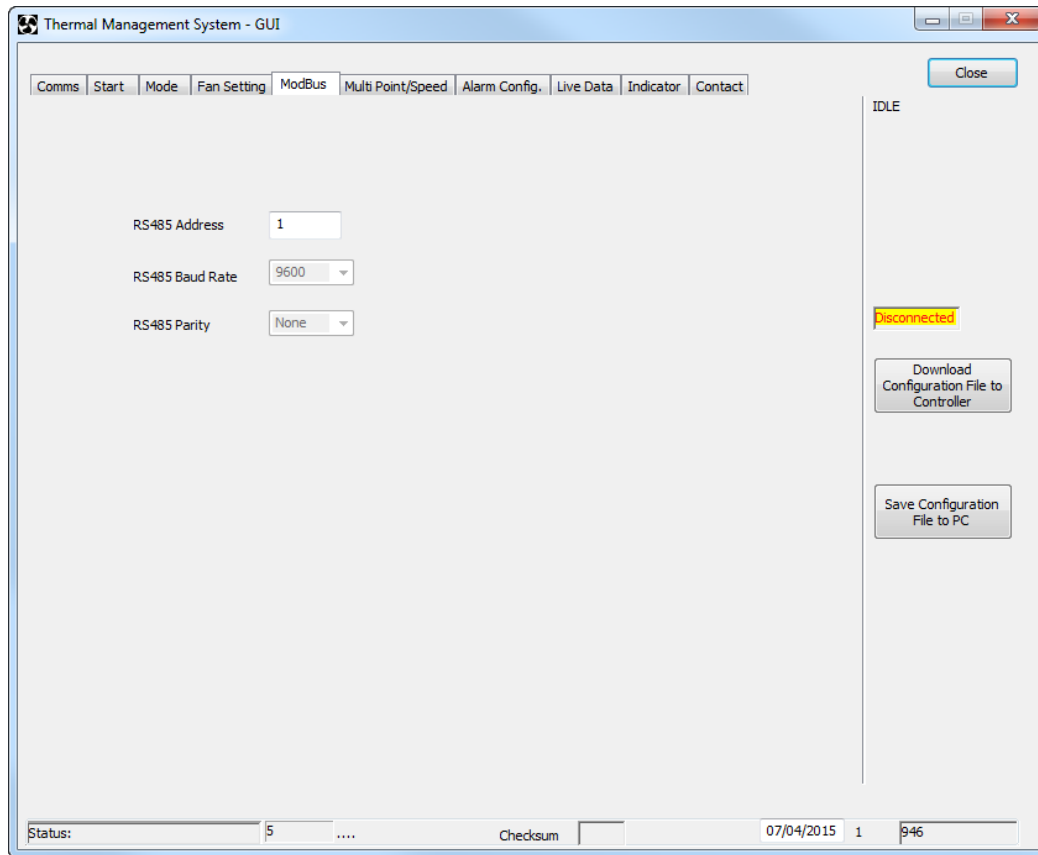 Thermal Management System - GUI
Close
Comms Start Mode Fan Setting ModBus Multi Point/Speed Alarm Config. Live Data Indicator Contact
IDLE
RS485 Address 1
RS485 Baud Rate 9600
RS485 Parity None
Disconnected
Download
Configuration File to
Controller
Save Configuration
File to PC
Status: 5 .... Checksum 07/04/2015 1 946